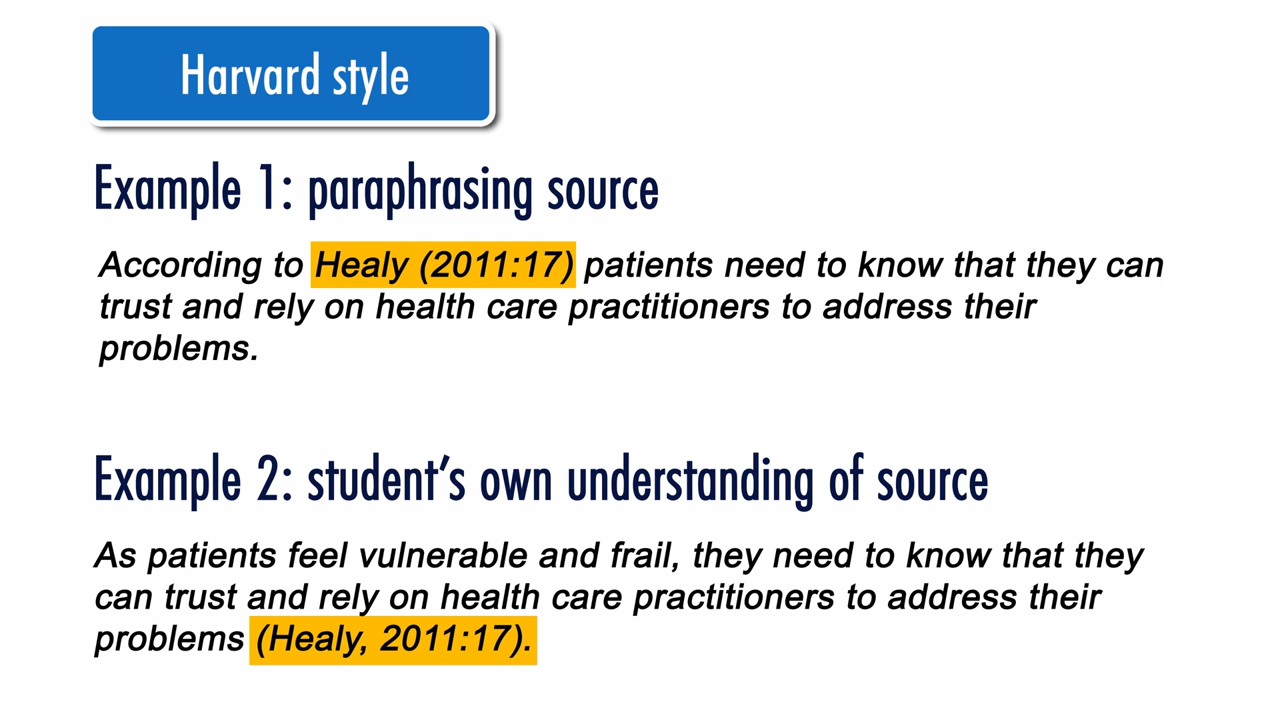 Harvard style
Example 1: paraphrasing source
According to Healy (2011:17) patients need to know that they can
trust and rely on health care practitioners to address their
problems.
Example 2: student's own understanding of source
As patients feel vulnerable and frail, they need to know that they
can trust and rely on health care practitioners to address their
problems (Healy, 2011:17).